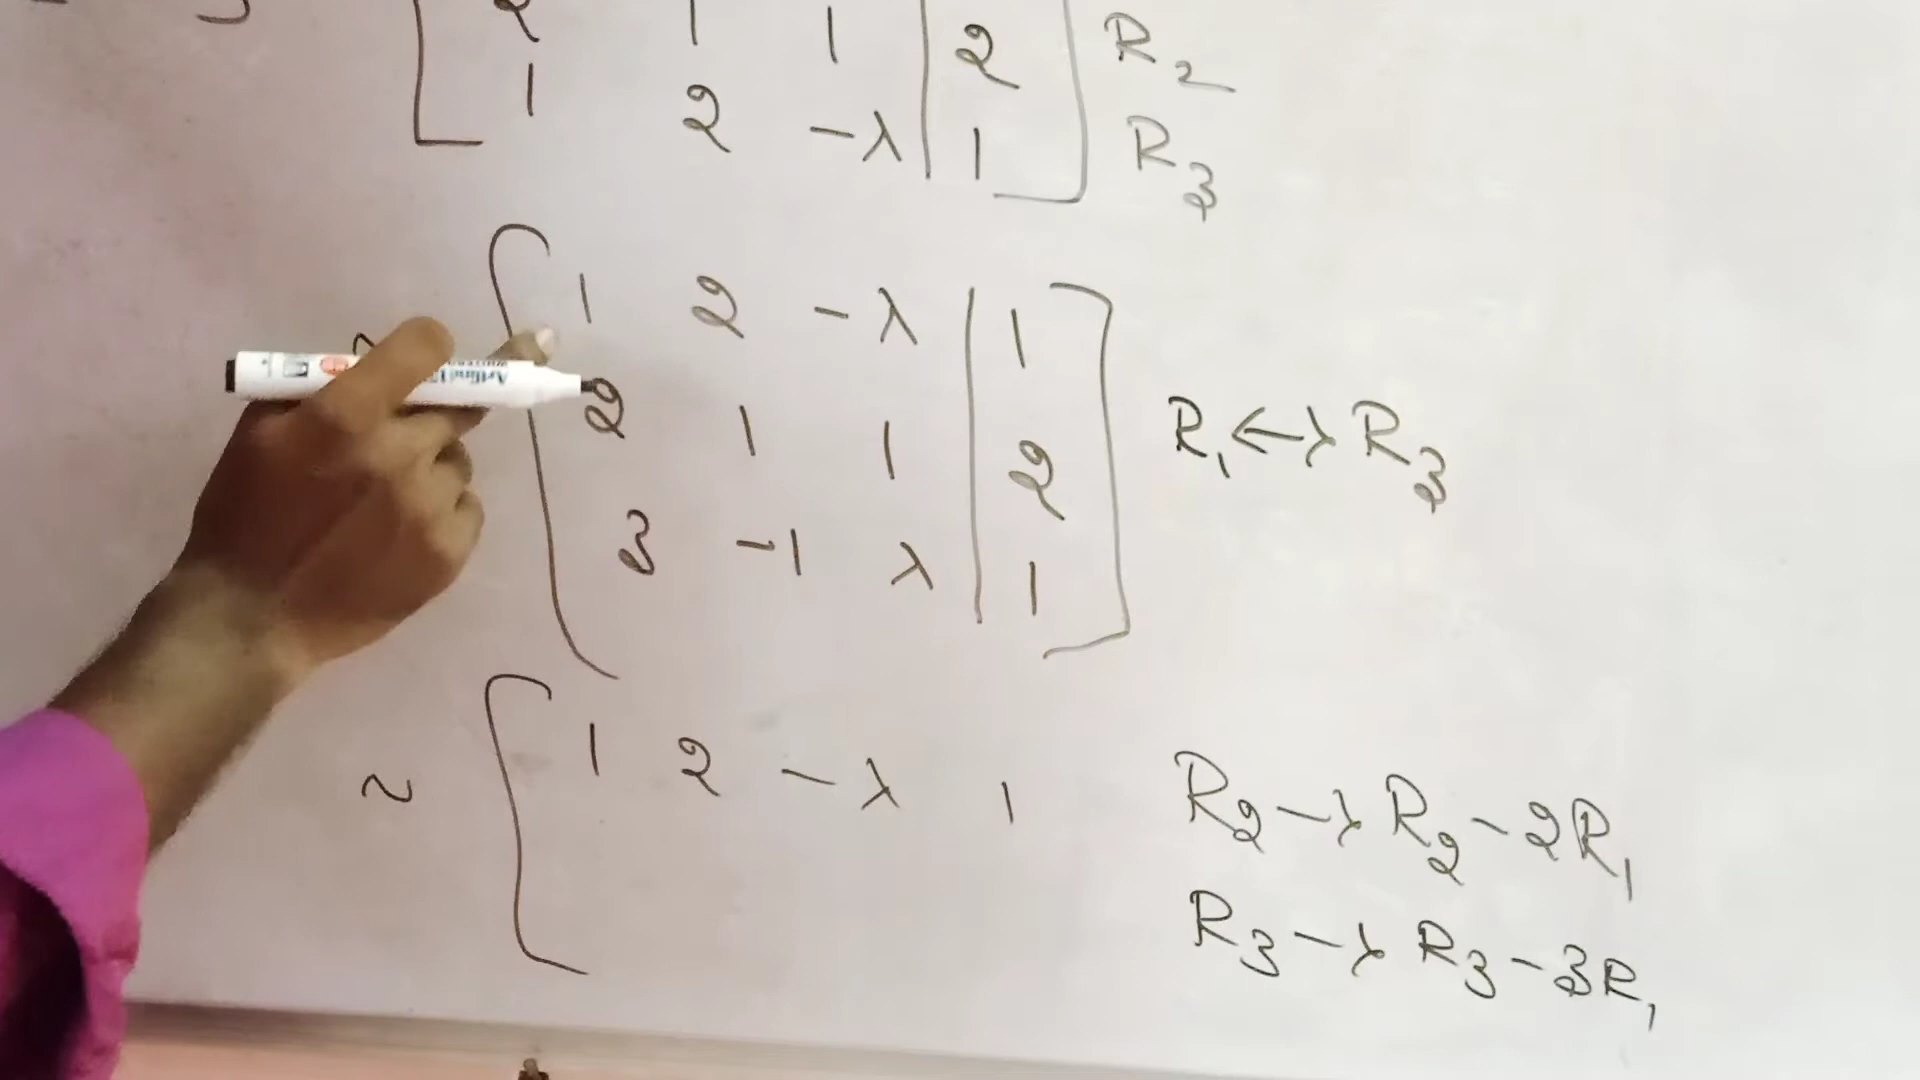 2 1 1 | 2 R2
1 2 -λ | 1 R3
1 2 -λ | 1
2 1 1 | 2 R1 ↔ R3
3 -1 λ | 1
~ 1 2 -λ 1 R2 → R2 - 2R1
R3 → R3 - 3R1
Artline